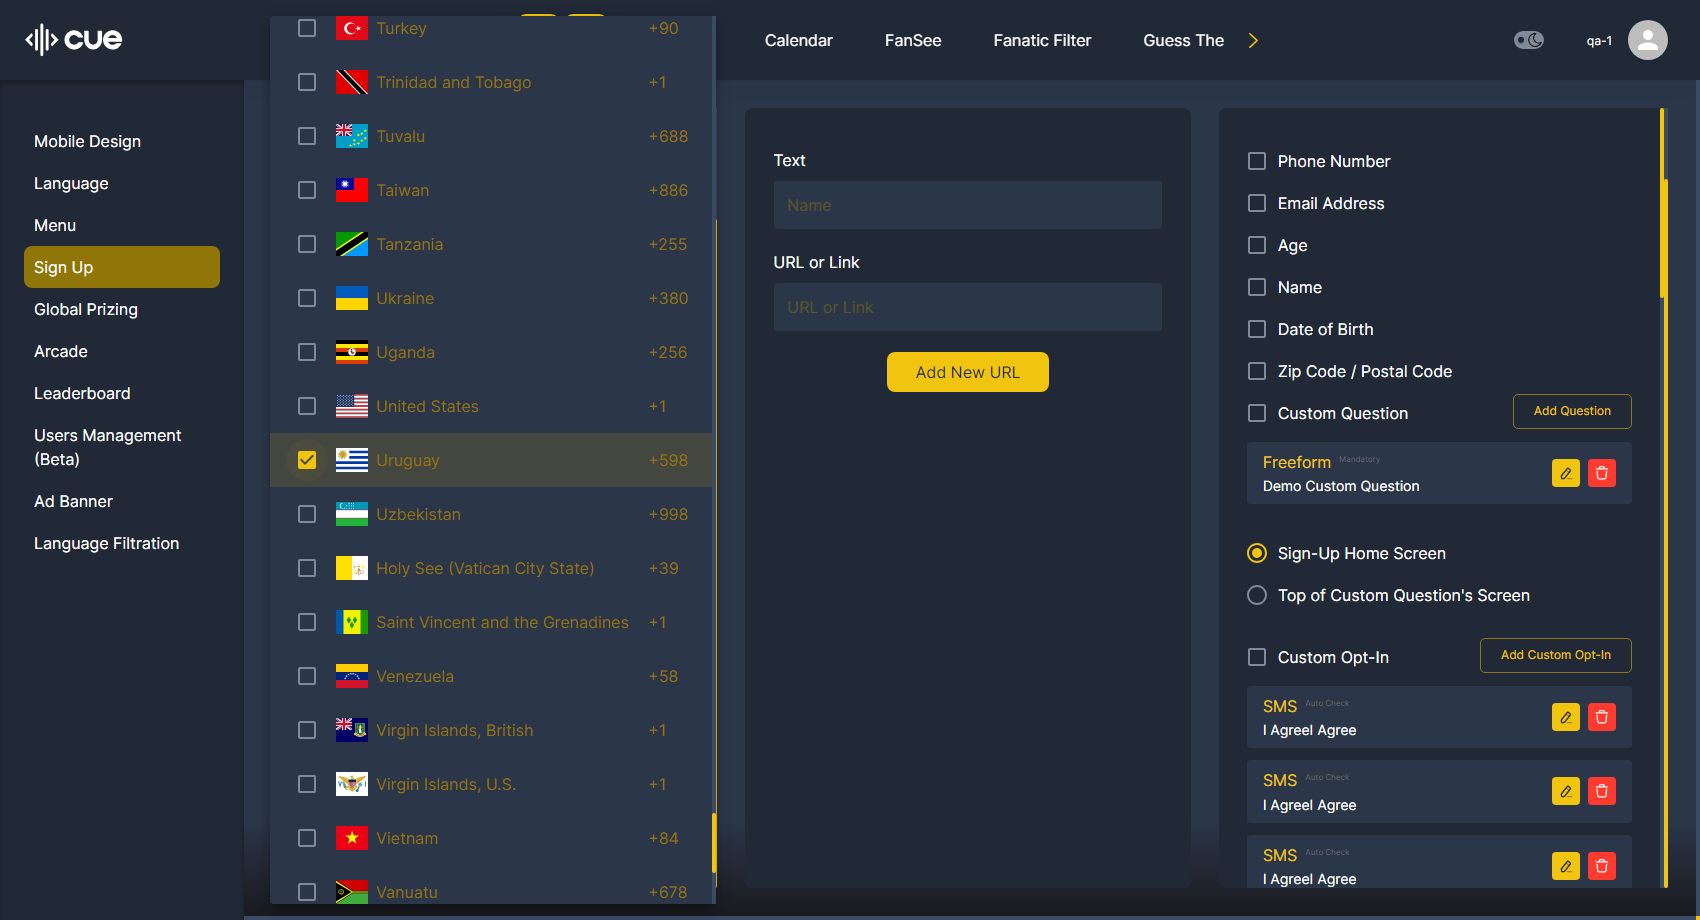 cue
Calendar
FanSee
Fanatic Filter
Guess The
qa-1
Mobile Design
Language
Menu
Sign Up
Global Prizing
Arcade
Leaderboard
Users Management
(Beta)
Ad Banner
Language Filtration
Turkey +90
Trinidad and Tobago +1
Tuvalu +688
Taiwan +886
Tanzania +255
Ukraine +380
Uganda +256
United States +1
Uruguay +598
Uzbekistan +998
Holy See (Vatican City State) +39
Saint Vincent and the Grenadines +1
Venezuela +58
Virgin Islands, British +1
Virgin Islands, U.S. +1
Vietnam +84
Vanuatu +678
Text
Name
URL or Link
URL or Link
Add New URL
Phone Number
Email Address
Age
Name
Date of Birth
Zip Code / Postal Code
Custom Question
Add Question
Freeform Mandatory
Demo Custom Question
Sign-Up Home Screen
Top of Custom Question's Screen
Custom Opt-In
Add Custom Opt-In
SMS Auto Check
I AgreeI Agree
SMS Auto Check
I AgreeI Agree
SMS Auto Check
I AgreeI Agree